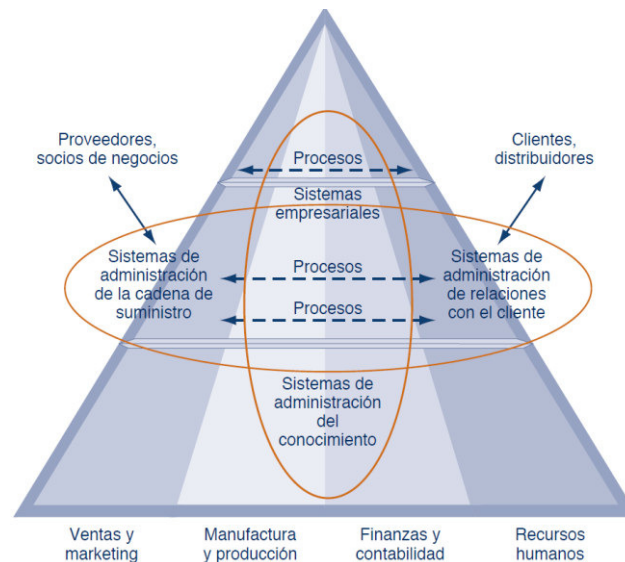 Proveedores,
socios de negocios
Clientes,
distribuidores
Procesos
Sistemas
empresariales
Sistemas de
administración
de la cadena de
suministro
Procesos
Procesos
Sistemas de
administración
de relaciones
con el cliente
Sistemas de
administración
del
conocimiento
Ventas y
marketing
Manufactura
y producción
Finanzas y
contabilidad
Recursos
humanos